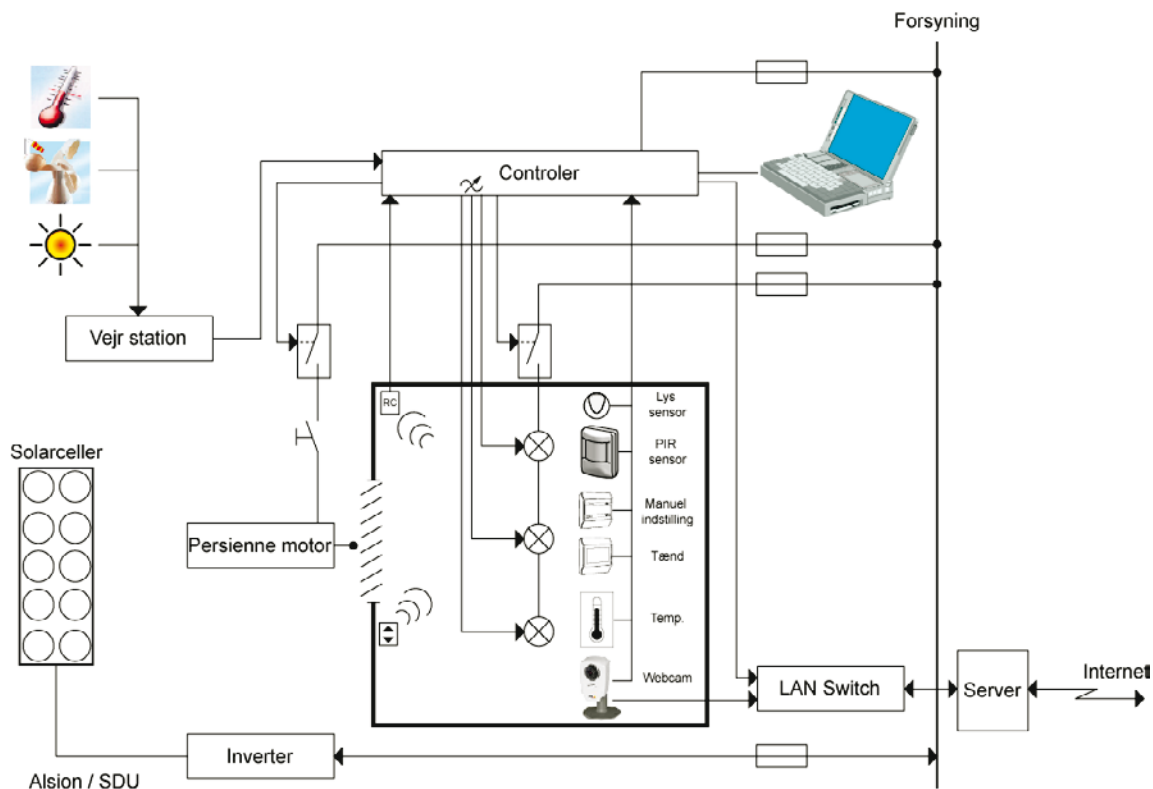 Forsyning
Controler
Vejr station
RC
Lys
sensor
PIR
sensor
Solarceller
Manuel
indstilling
Persienne motor
Tænd
Temp.
Webcam
LAN Switch
Server
Internet
Inverter
Alsion / SDU